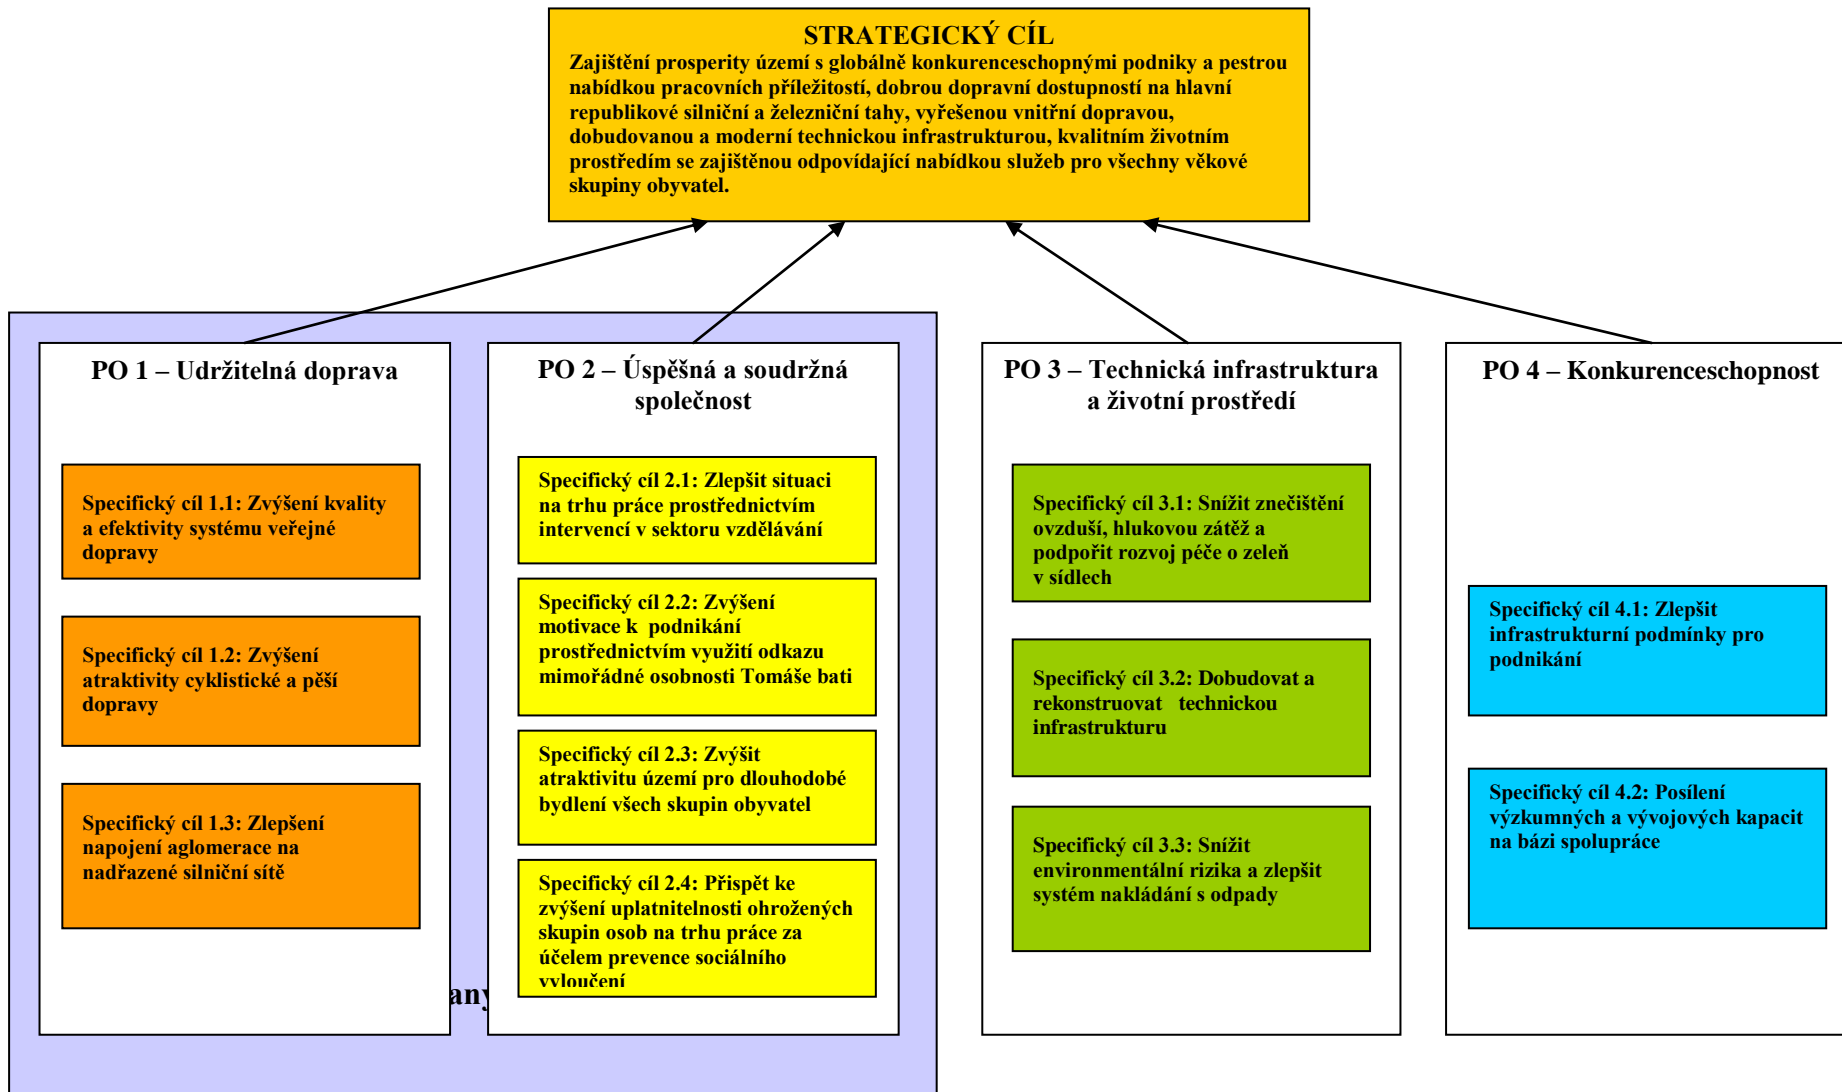 STRATEGICKÝ CÍL
Zajištění prosperity území s globálně konkurenceschopnými podniky a pestrou
nabídkou pracovních příležitostí, dobrou dopravní dostupností na hlavní
republikové silniční a železniční tahy, vyřešenou vnitřní dopravou,
dobudovanou a moderní technickou infrastrukturou, kvalitním životním
prostředím se zajištěnou odpovídající nabídkou služeb pro všechny věkové
skupiny obyvatel.
PO 1 – Udržitelná doprava
Specifický cíl 1.1: Zvýšení kvality
a efektivity systému veřejné
dopravy
Specifický cíl 1.2: Zvýšení
atraktivity cyklistické a pěší
dopravy
Specifický cíl 1.3: Zlepšení
napojení aglomerace na
nadřazené silniční sítě
PO 2 – Úspěšná a soudržná
společnost
Specifický cíl 2.1: Zlepšit situaci
na trhu práce prostřednictvím
intervencí v sektoru vzdělávání
Specifický cíl 2.2: Zvýšení
motivace k podnikání
prostřednictvím využití odkazu
mimořádné osobnosti Tomáše bati
Specifický cíl 2.3: Zvýšit
atraktivitu území pro dlouhodobé
bydlení všech skupin obyvatel
Specifický cíl 2.4: Přispět ke
zvýšení uplatnitelnosti ohrožených
skupin osob na trhu práce za
účelem prevence sociálního
vyloučení
PO 3 – Technická infrastruktura
a životní prostředí
Specifický cíl 3.1: Snížit znečištění
ovzduší, hlukovou zátěž a
podpořit rozvoj péče o zeleň
v sídlech
Specifický cíl 3.2: Dobudovat a
rekonstruovat technickou
infrastrukturu
Specifický cíl 3.3: Snížit
environmentální rizika a zlepšit
systém nakládání s odpady
PO 4 – Konkurenceschopnost
Specifický cíl 4.1: Zlepšit
infrastrukturní podmínky pro
podnikání
Specifický cíl 4.2: Posílení
výzkumných a vývojových kapacit
na bázi spolupráce